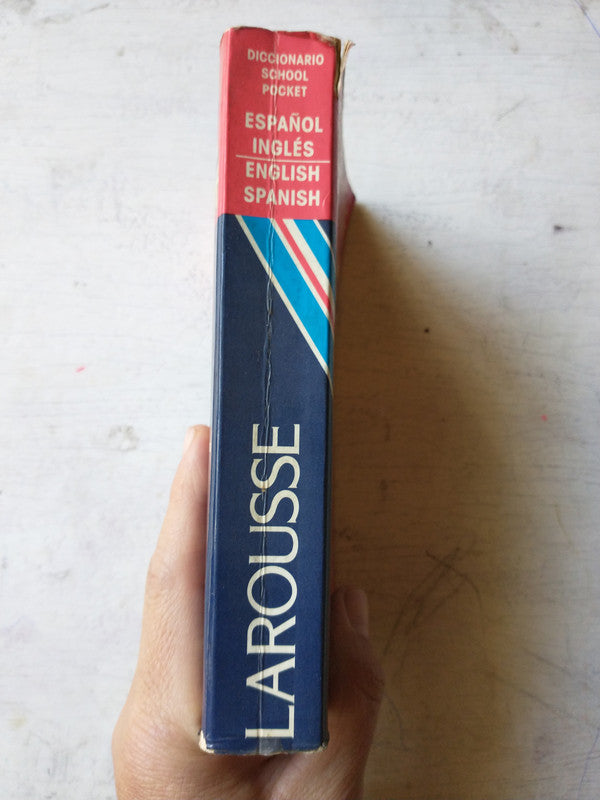 DICCIONARIO
SCHOOL
POCKET
ESPAÑOL
INGLÉS
ENGLISH
SPANISH
LAROUSSE